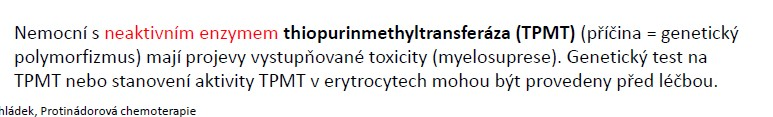 Nemocní s neaktivním enzymem thiopurinmethyltransferáza (TPMT) (příčina = genetický
polymorfizmus) mají projevy vystupňované toxicity (myelosuprese). Genetický test na
TPMT nebo stanovení aktivity TPMT v erytrocytech mohou být provedeny před léčbou.
hládek, Protinádorová chemoterapie